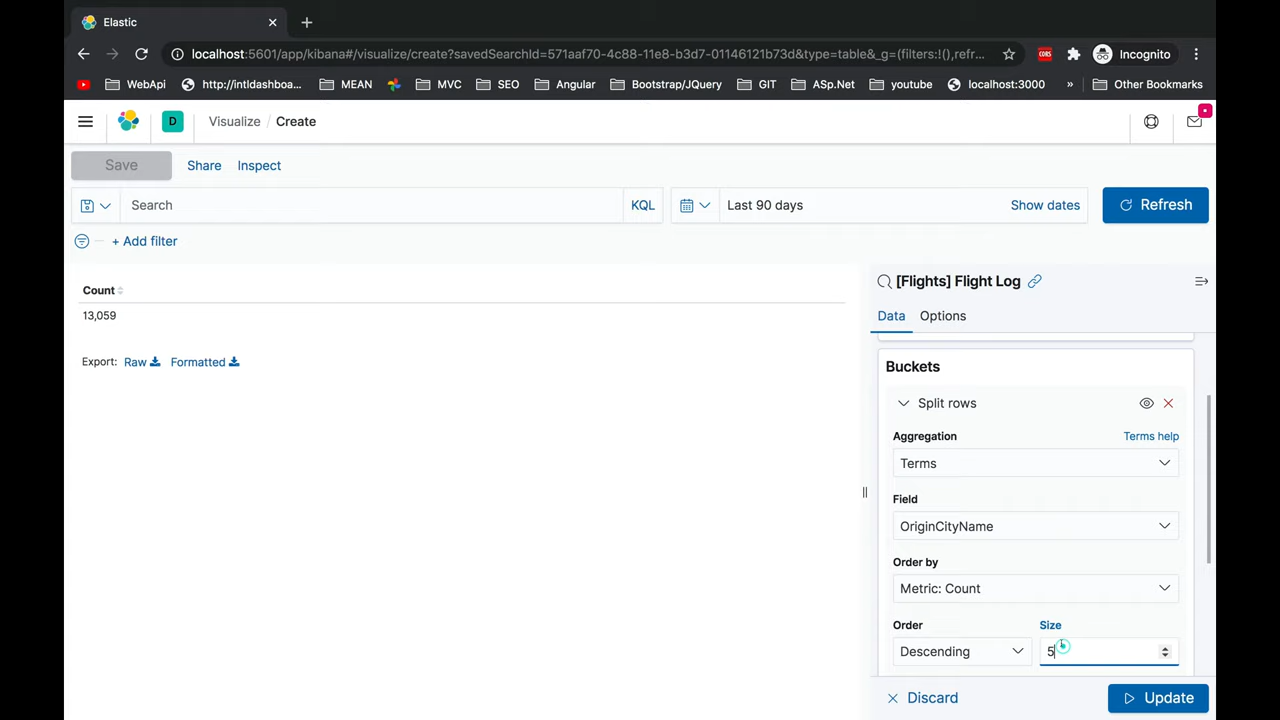 Elastic
localhost:5601/app/kibana#/visualize/create?savedSearchId=571aaf70-4c88-11e8-b3d7-01146121b73d&type=table&_g=(filters:!(),refr...
CORS
Incognito
WebApi
http://intldashboa...
MEAN
MVC
SEO
Angular
Bootstrap/JQuery
GIT
ASp.Net
youtube
localhost:3000
»
Other Bookmarks
D
Visualize / Create
Save
Share
Inspect
Search
KQL
Last 90 days
Show dates
Refresh
+ Add filter
Count
13,059
Export: Raw Formatted
[Flights] Flight Log
Data
Options
Buckets
Split rows
Aggregation
Terms help
Terms
Field
OriginCityName
Order by
Metric: Count
Order
Size
Descending
5
Discard
Update